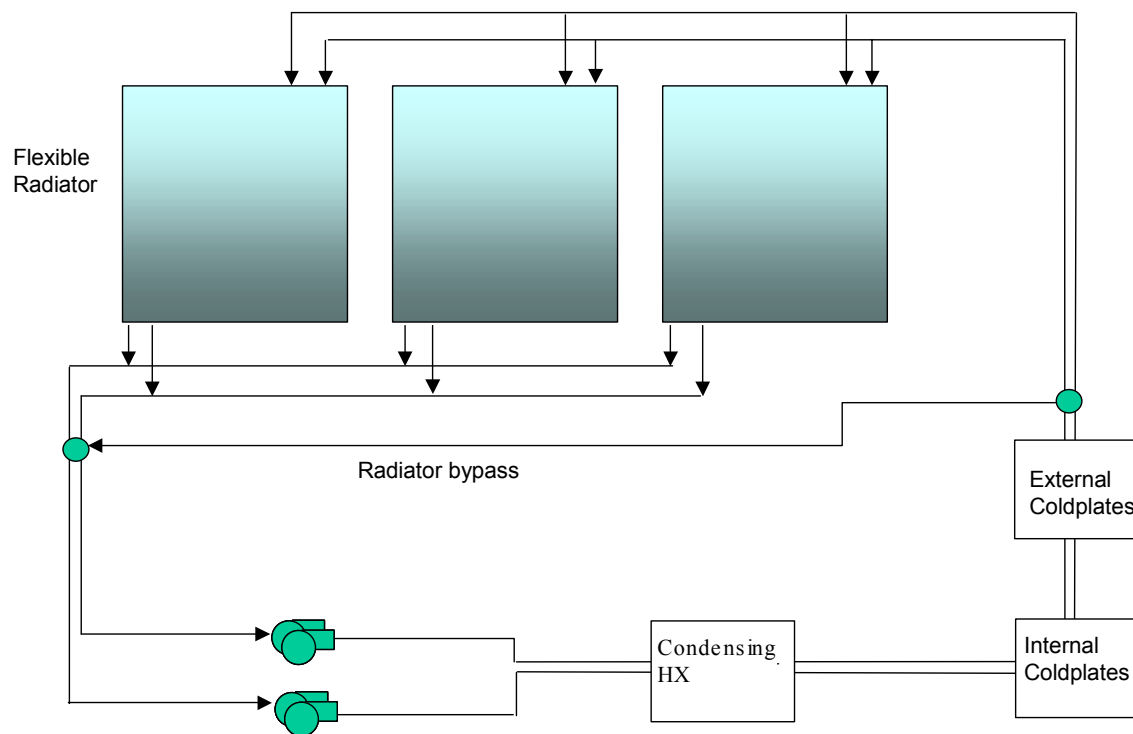 Flexible
Radiator
Radiator bypass
External
Coldplates
Condensing
HX
Internal
Coldplates